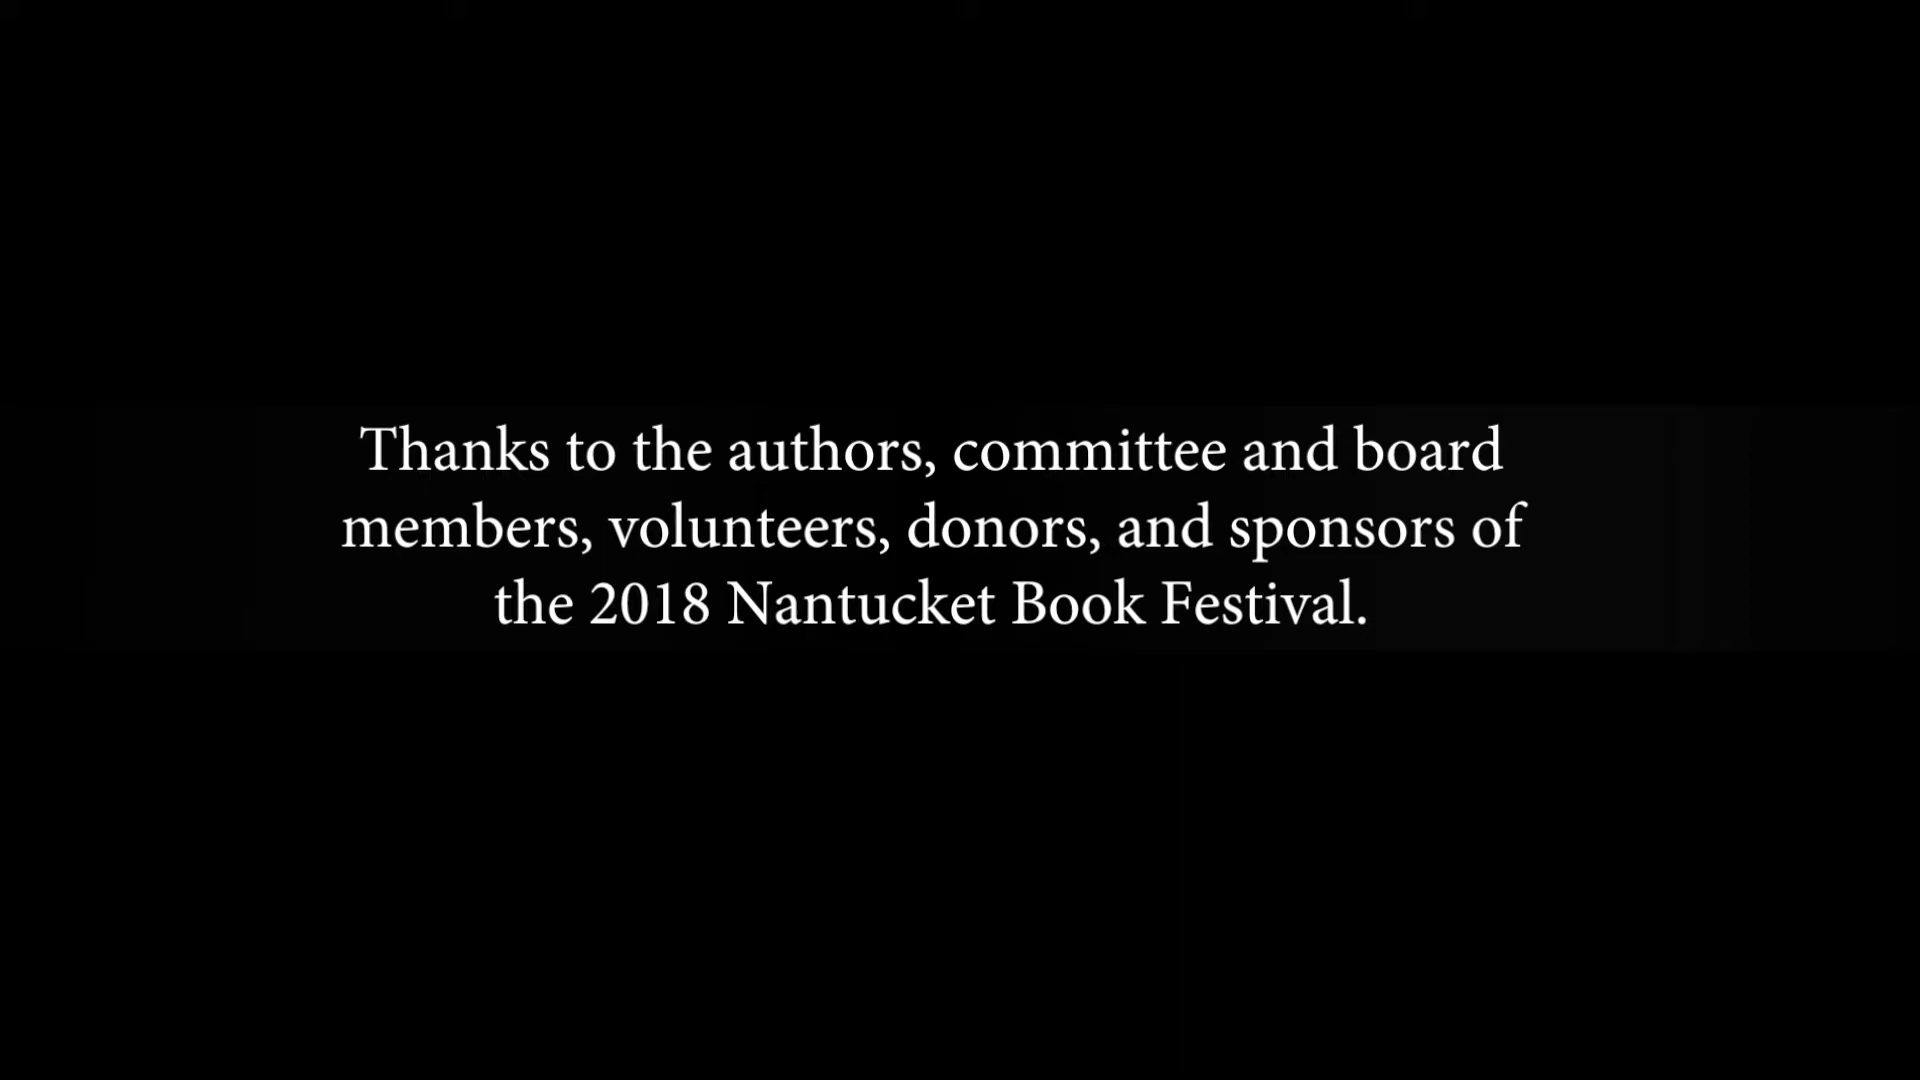 Thanks to the authors, committee and board
members, volunteers, donors, and sponsors of
the 2018 Nantucket Book Festival.